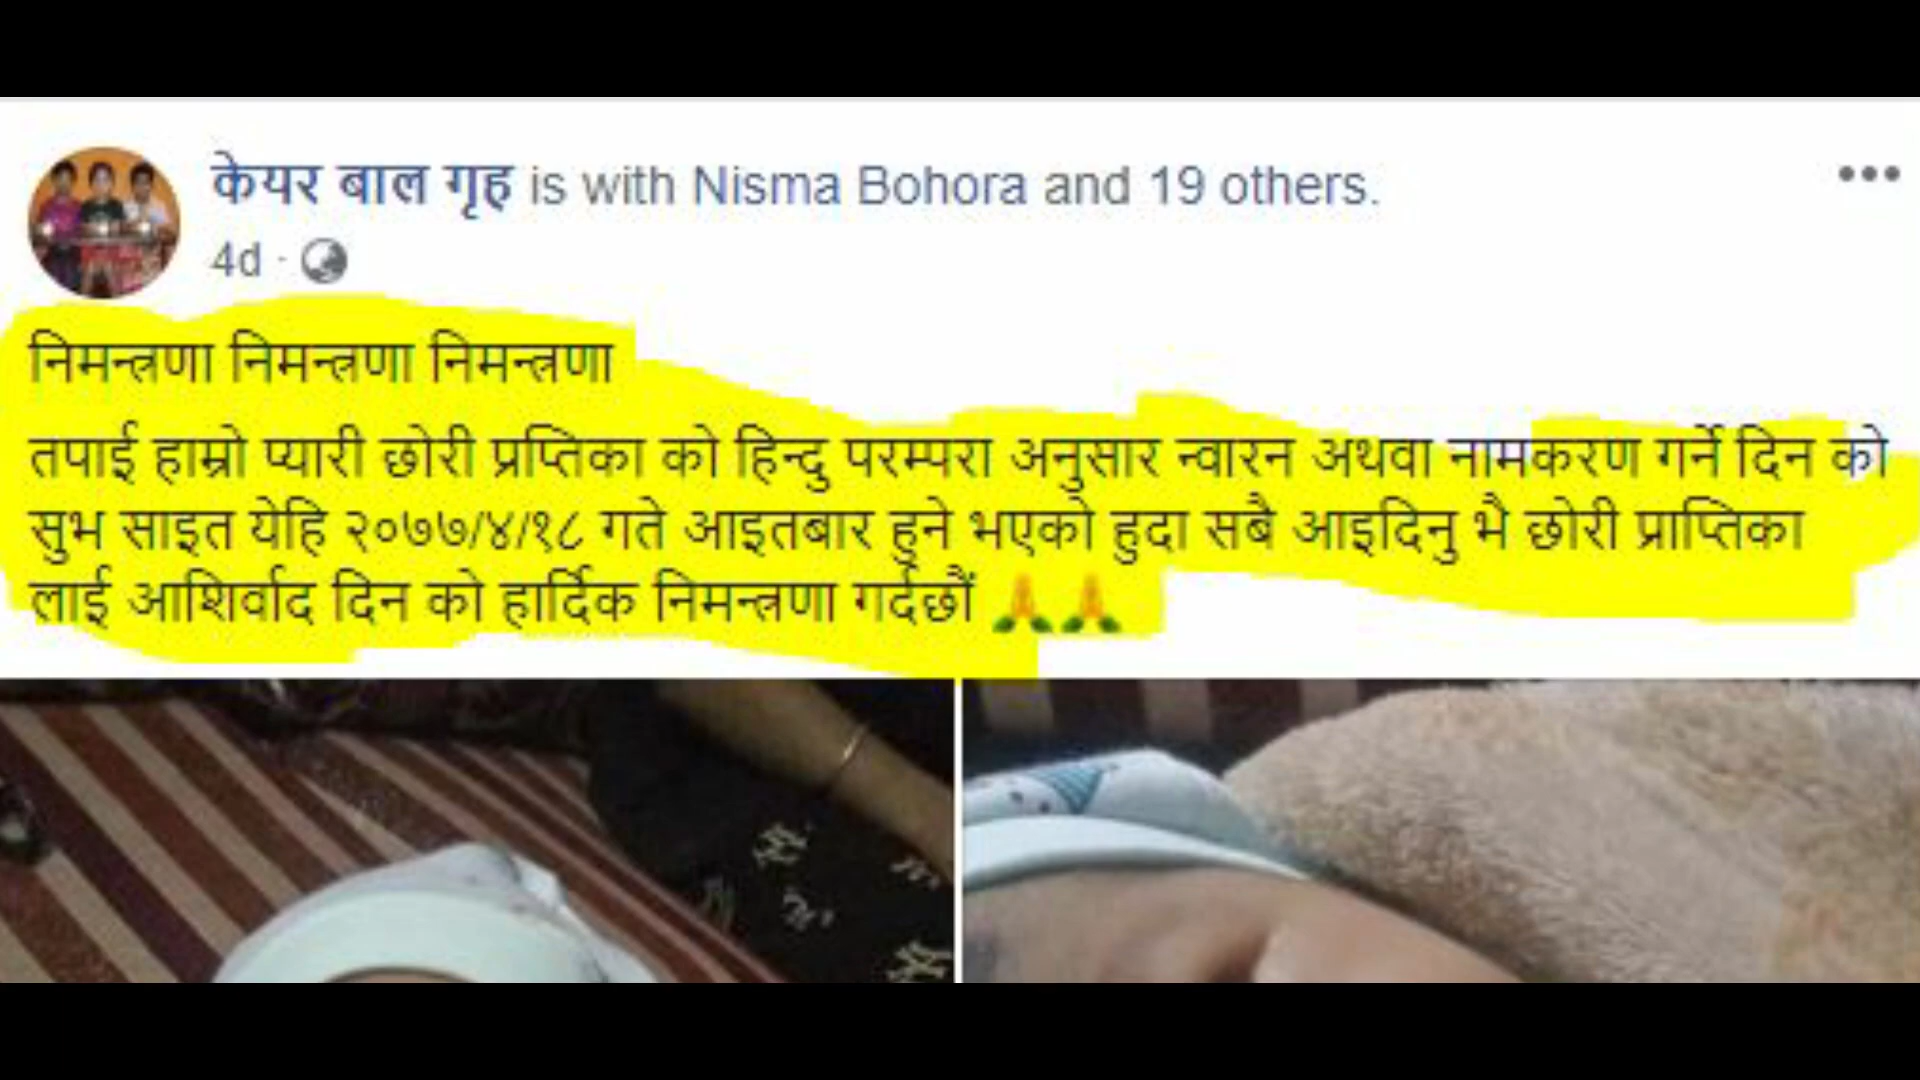 केयर बाल गृह is with Nisma Bohora and 19 others.
4d ·
निमन्त्रणा निमन्त्रणा निमन्त्रणा
तपाई हाम्रो प्यारी छोरी प्रप्तिका को हिन्दु परम्परा अनुसार न्वारन अथवा नामकरण गर्ने दिन को
सुभ साइत येहि २०७७/४/१८ गते आइतबार हुने भएको हुदा सबै आइदिनु भै छोरी प्राप्तिका
लाई आशिर्वाद दिन को हार्दिक निमन्त्रणा गर्दछौं 🙏🙏